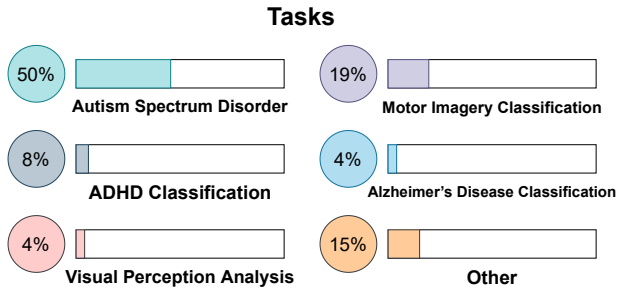 Tasks
50%
Autism Spectrum Disorder
19%
Motor Imagery Classification
8%
ADHD Classification
4%
Alzheimer's Disease Classification
4%
Visual Perception Analysis
15%
Other